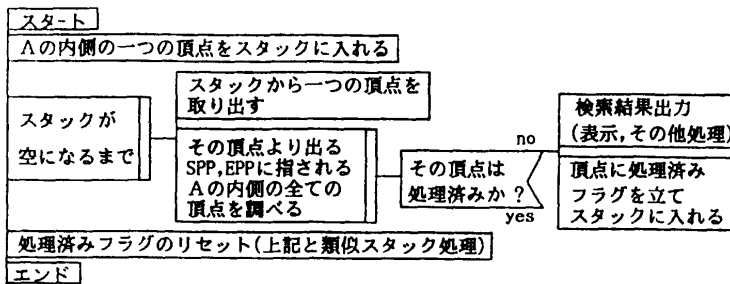 スタート
Λの内側の一つの頂点をスタックに入れる
スタックが
空になるまで
スタックから一つの頂点を
取り出す
その頂点より出る
SPP,EPPに指される
Λの内側の全ての
頂点を調べる
その頂点は
処理済みか？
no
yes
検索結果出力
(表示,その他処理)
頂点に処理済み
フラグを立て
スタックに入れる
処理済みフラグのリセット(上記と類似スタック処理)
エンド